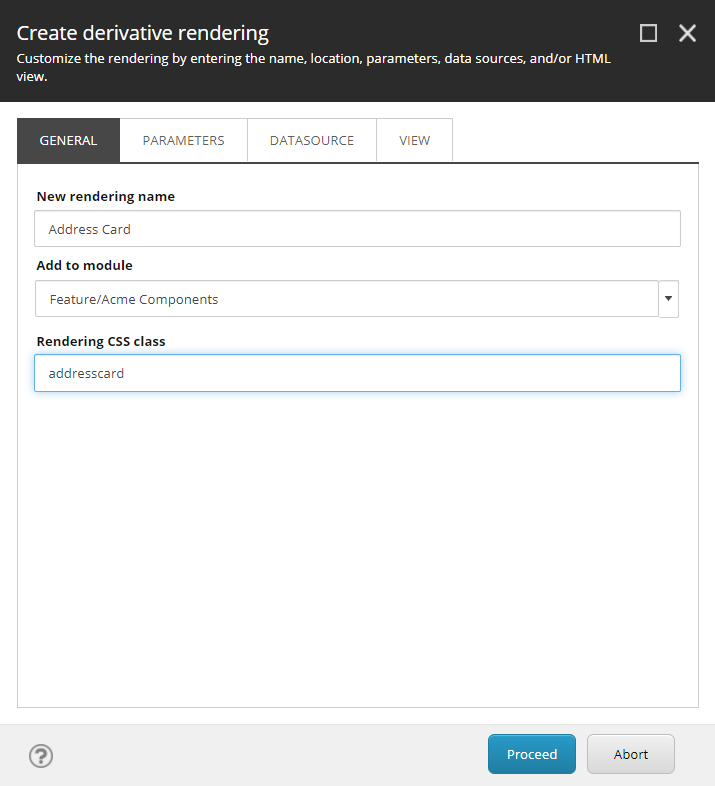 Create derivative rendering
Customize the rendering by entering the name, location, parameters, data sources, and/or HTML
view.
GENERAL
PARAMETERS
DATASOURCE
VIEW
New rendering name
Address Card
Add to module
Feature/Acme Components
Rendering CSS class
addresscard
?
Proceed
Abort